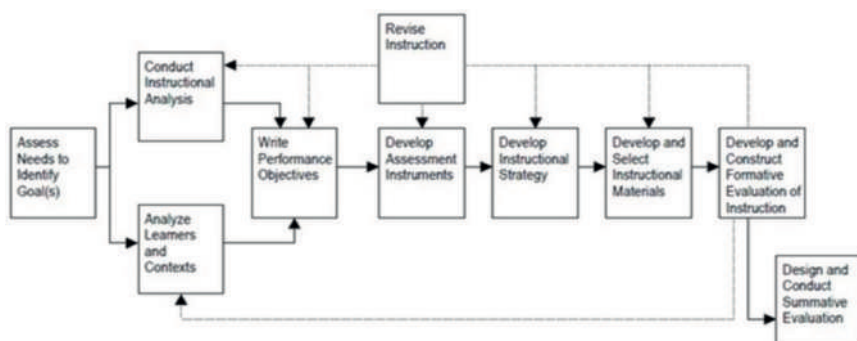 Revise
Instruction
Conduct
Instructional
Analysis
Assess
Needs to
Identify
Goal(s)
Write
Performance
Objectives
Develop
Assessment
Instruments
Develop
Instructional
Strategy
Develop and
Select
Instructional
Materials
Develop and
Construct
Formative
Evaluation of
Instruction
Analyze
Learners
and
Contexts
Design and
Conduct
Summative
Evaluation